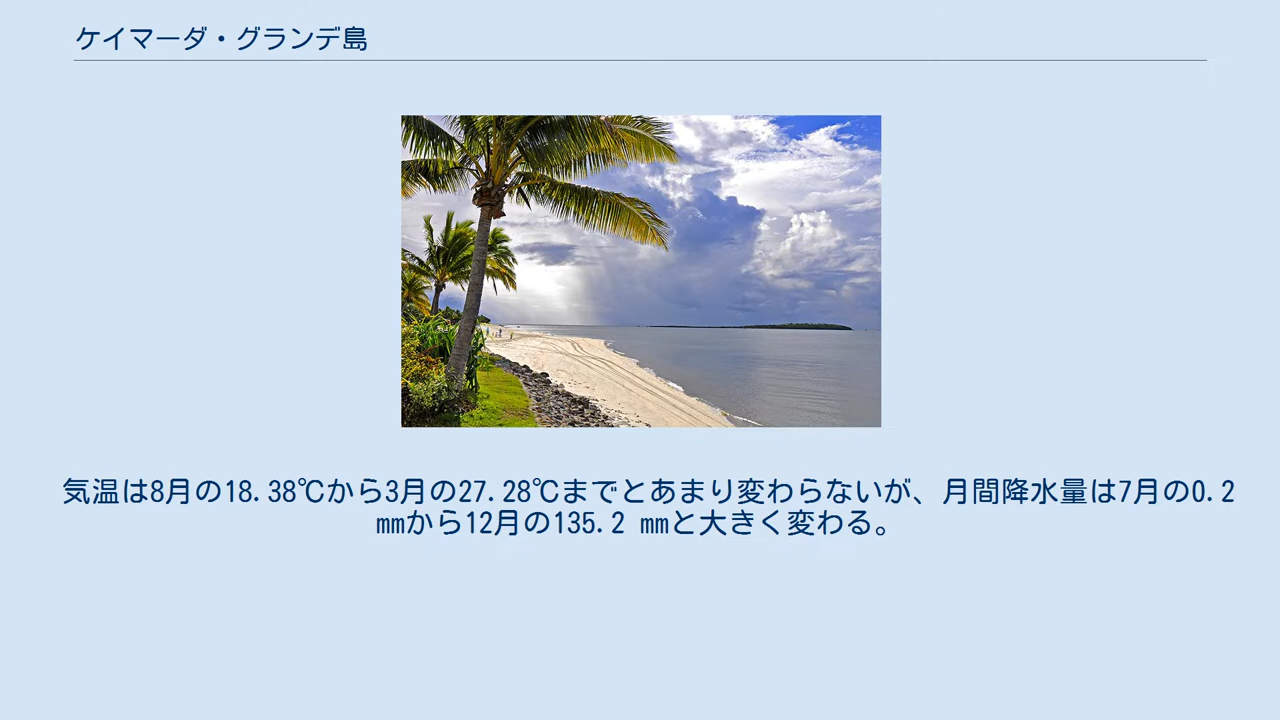 ケイマーダ・グランデ島
気温は8月の18.38℃から3月の27.28℃までとあまり変わらないが、月間降水量は7月の0.2
mmから12月の135.2 mmと大きく変わる。